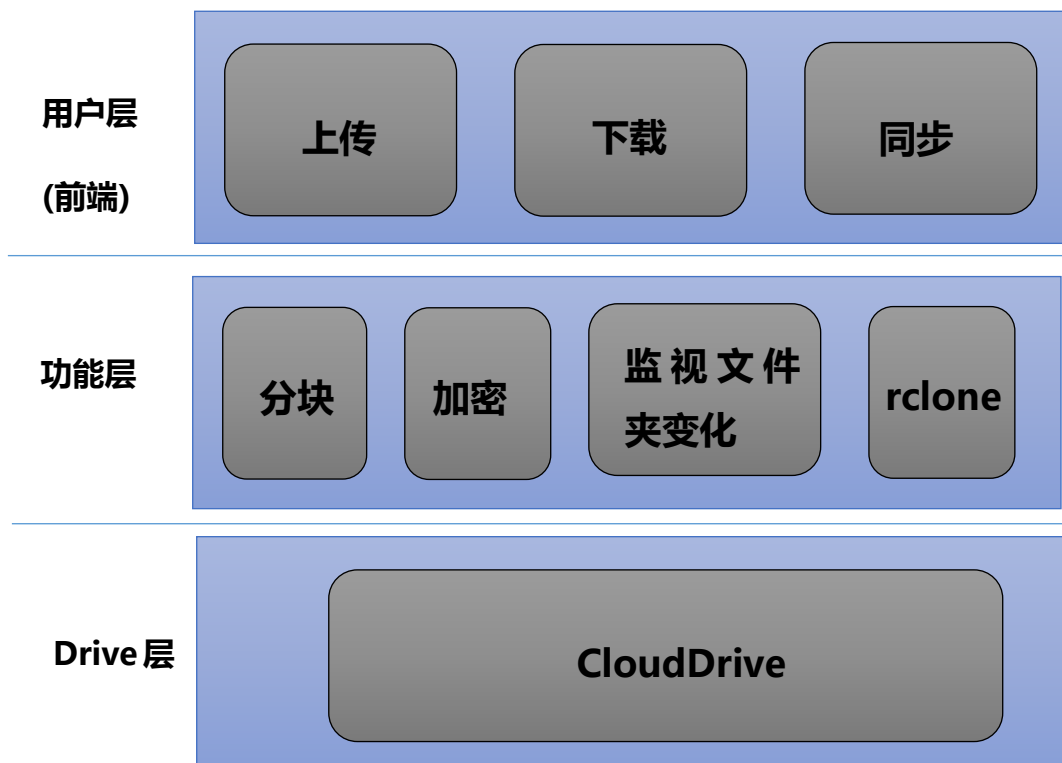 用户层
(前端)
上传
下载
同步
功能层
分块
加密
监视文件
夹变化
rclone
Drive层
CloudDrive